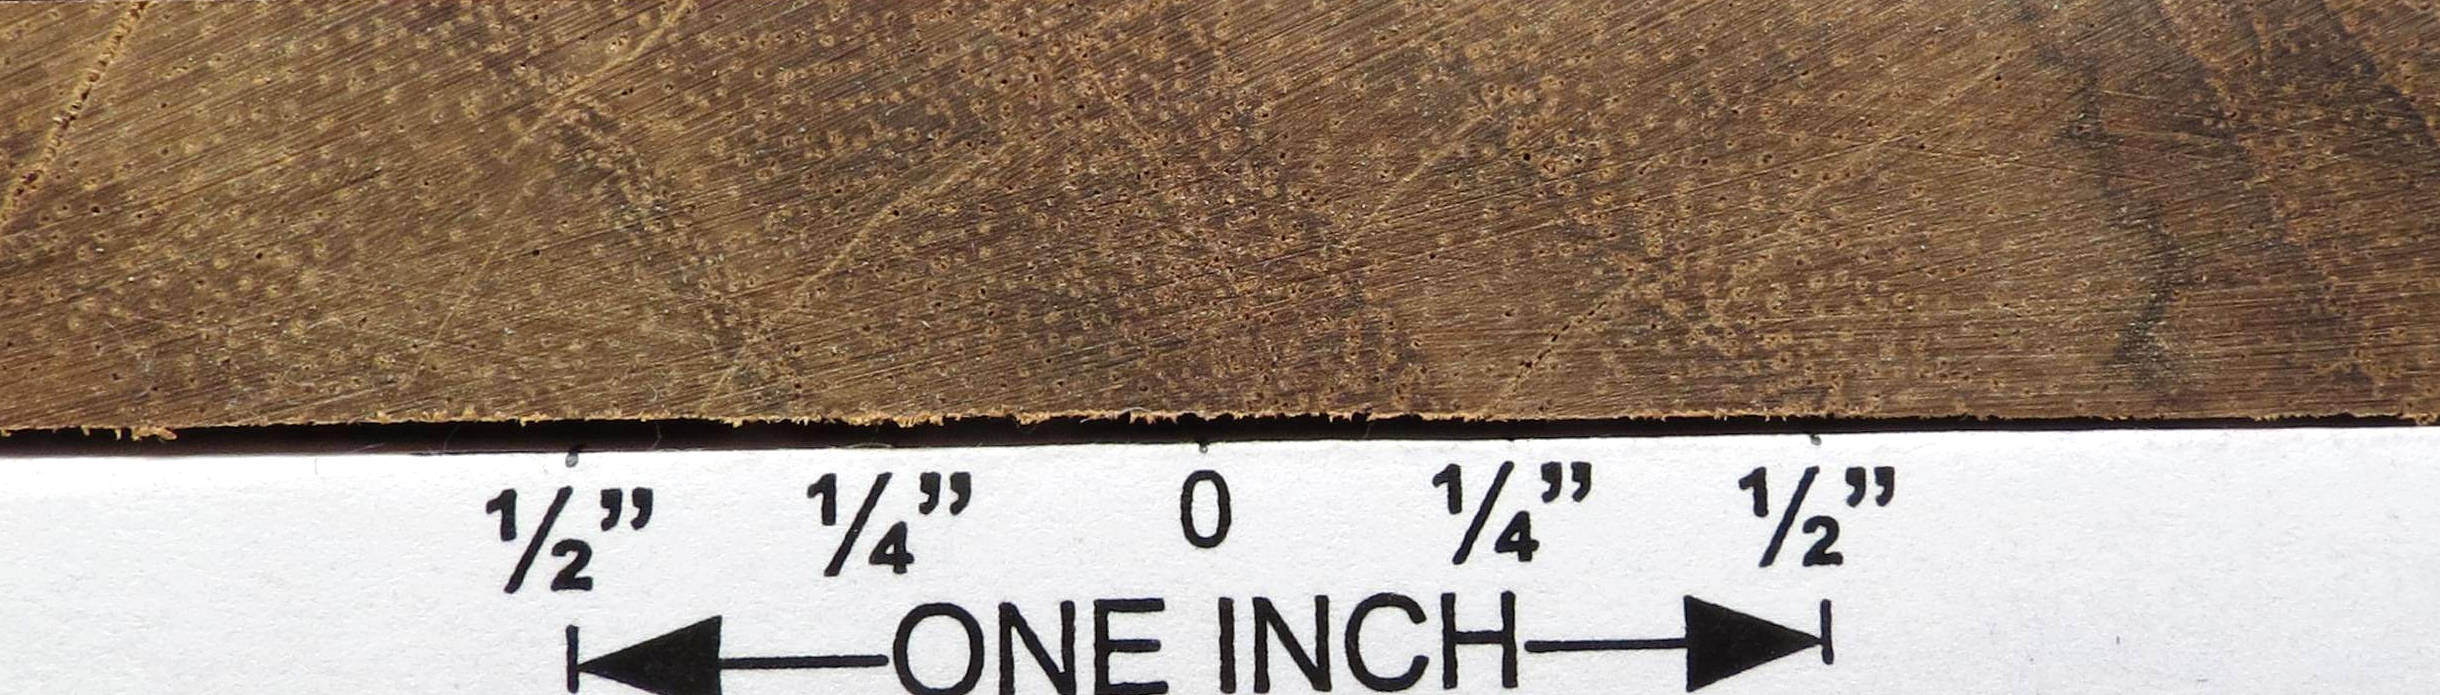 ½” ¼” 0 ¼” ½”
ONE INCH